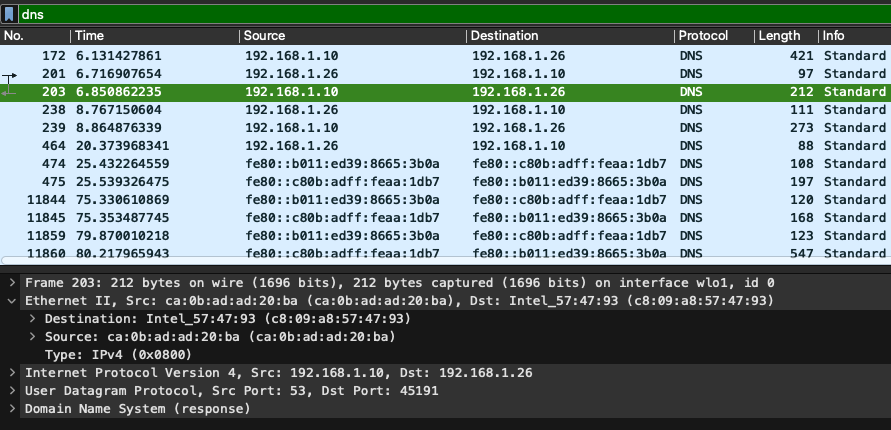 dns
No. Time Source Destination Protocol Length Info
172 6.131427861 192.168.1.10 192.168.1.26 DNS 421 Standard
201 6.716907654 192.168.1.26 192.168.1.10 DNS 97 Standard
203 6.850862235 192.168.1.10 192.168.1.26 DNS 212 Standard
238 8.767150604 192.168.1.26 192.168.1.10 DNS 111 Standard
239 8.864876339 192.168.1.10 192.168.1.26 DNS 273 Standard
464 20.373968341 192.168.1.26 192.168.1.10 DNS 88 Standard
474 25.432264559 fe80::b011:ed39:8665:3b0a fe80::c80b:adff:feaa:1db7 DNS 108 Standard
475 25.539326475 fe80::c80b:adff:feaa:1db7 fe80::b011:ed39:8665:3b0a DNS 197 Standard
11844 75.330610869 fe80::b011:ed39:8665:3b0a fe80::c80b:adff:feaa:1db7 DNS 120 Standard
11845 75.353487745 fe80::c80b:adff:feaa:1db7 fe80::b011:ed39:8665:3b0a DNS 168 Standard
11859 79.870010218 fe80::b011:ed39:8665:3b0a fe80::c80b:adff:feaa:1db7 DNS 123 Standard
11860 80.217965943 fe80::c80b:adff:feaa:1db7 fe80::b011:ed39:8665:3b0a DNS 547 Standard
Frame 203: 212 bytes on wire (1696 bits), 212 bytes captured (1696 bits) on interface wlo1, id 0
Ethernet II, Src: ca:0b:ad:ad:20:ba (ca:0b:ad:ad:20:ba), Dst: Intel_57:47:93 (c8:09:a8:57:47:93)
Destination: Intel_57:47:93 (c8:09:a8:57:47:93)
Source: ca:0b:ad:ad:20:ba (ca:0b:ad:ad:20:ba)
Type: IPv4 (0x0800)
Internet Protocol Version 4, Src: 192.168.1.10, Dst: 192.168.1.26
User Datagram Protocol, Src Port: 53, Dst Port: 45191
Domain Name System (response)